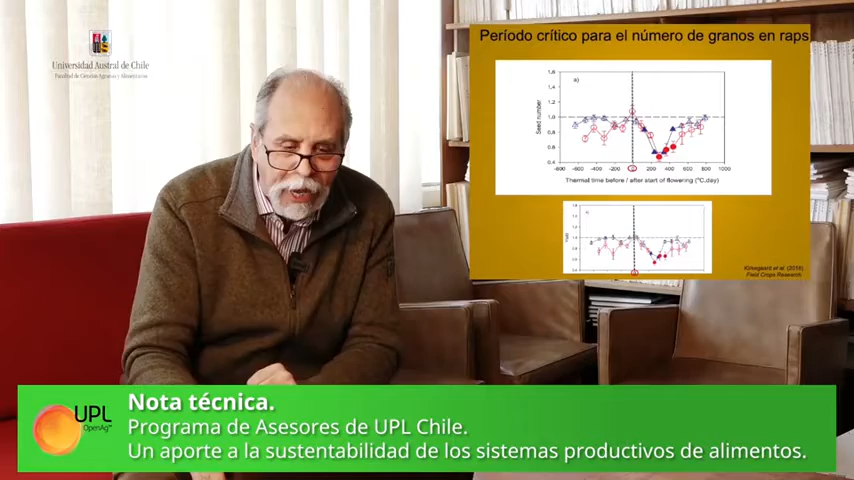 Universidad Austral de Chile
Facultad de Ciencias Agrarias y Alimentarias
Período crítico para el número de granos en raps
a)
Seed number
1,6
1,4
1,2
1,0
0,8
0,6
0,4
-800 -600 -400 -200 0 200 400 600 800 1000
Thermal time before / after start of flowering (°C.day)
Kirkegaard et al. (2018)
Field Crops Research
UPL
OpenAg™
Nota técnica.
Programa de Asesores de UPL Chile.
Un aporte a la sustentabilidad de los sistemas productivos de alimentos.